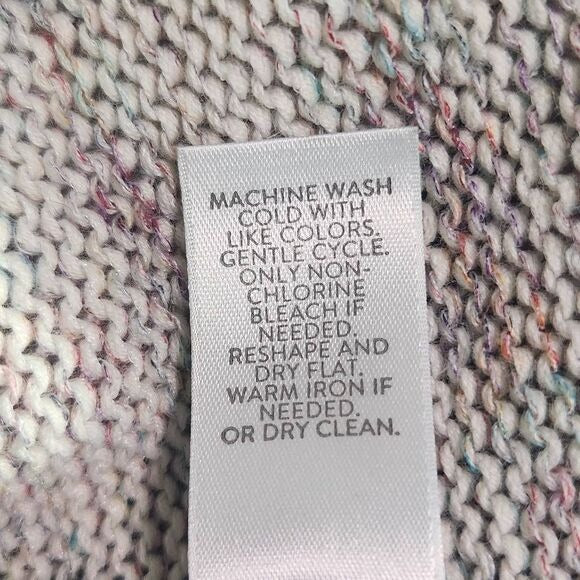 MACHINE WASH
COLD WITH
LIKE COLORS.
GENTLE CYCLE.
ONLY NON-
CHLORINE
BLEACH IF
NEEDED.
RESHAPE AND
DRY FLAT.
WARM IRON IF
NEEDED.
OR DRY CLEAN.